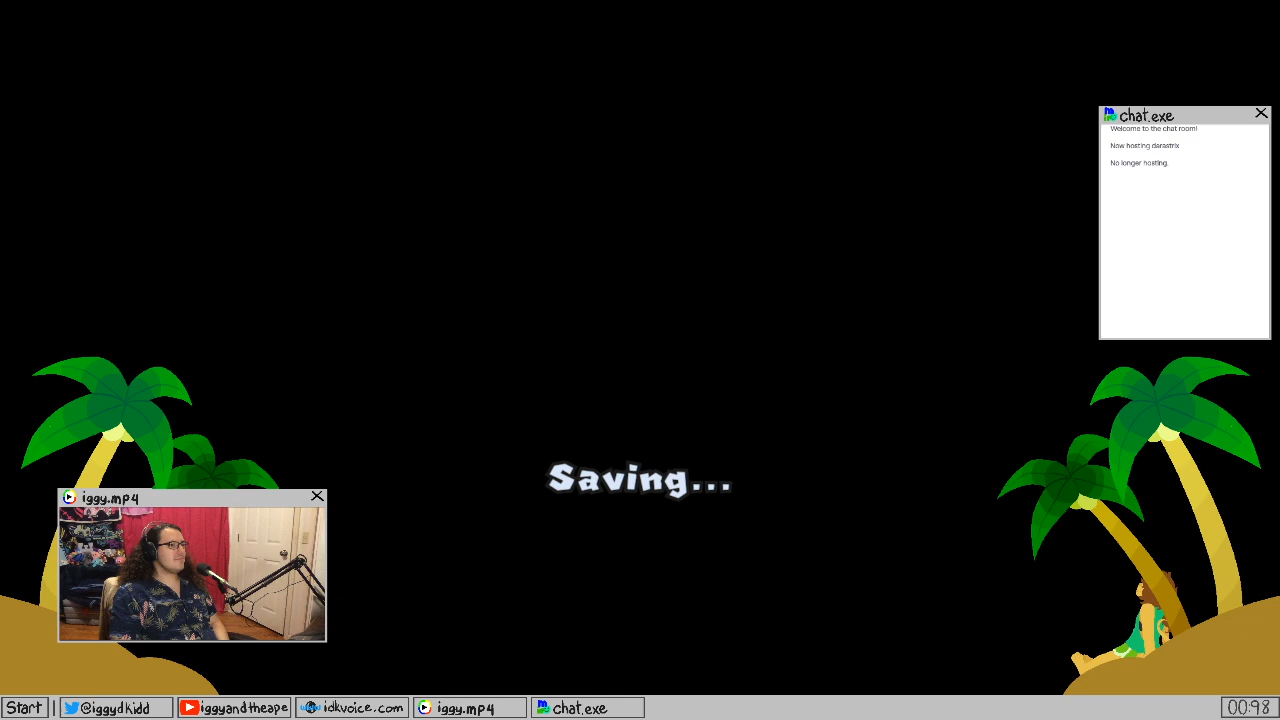 chat.exe
Welcome to the chat room!
Now hosting darastrix
No longer hosting.
Saving...
iggy.mp4
Start | @iggydkidd iggyandtheape idkvoice.com iggy.mp4 chat.exe 00:98